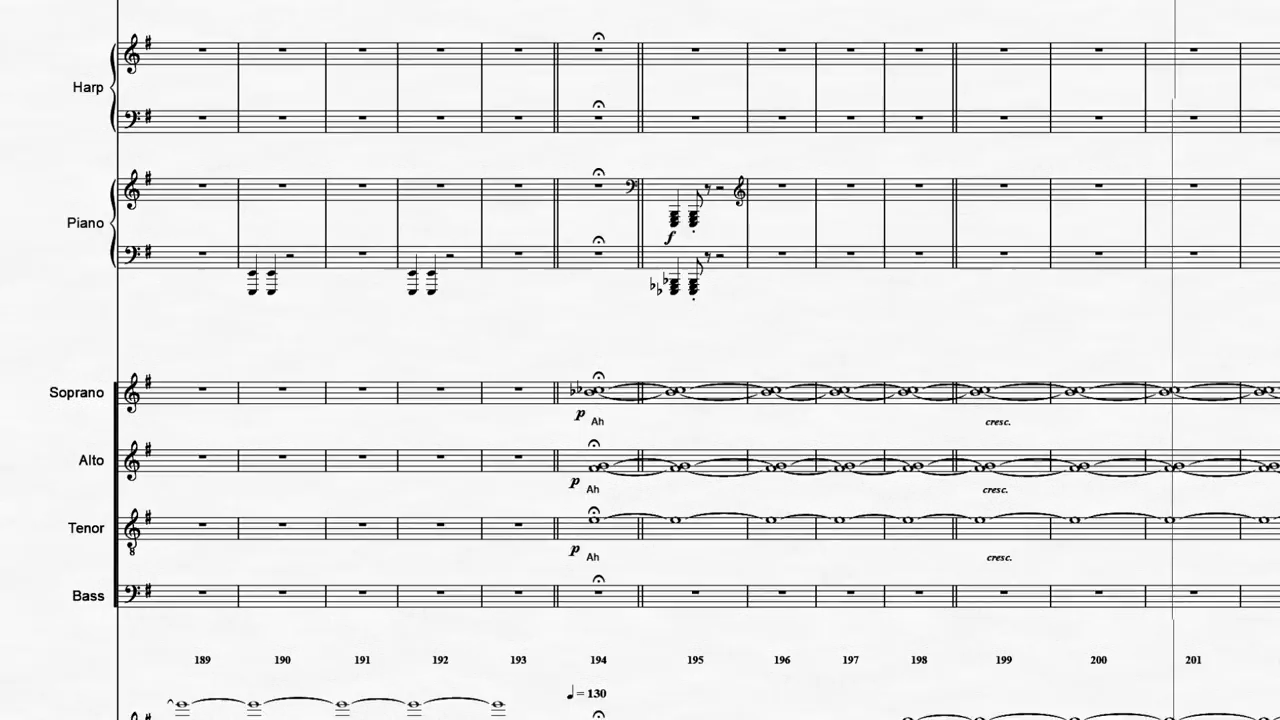 Harp
Piano
f
Soprano
p
Ah
cresc.
Alto
p
Ah
cresc.
Tenor
p
Ah
cresc.
Bass
189 190 191 192 193 194 195 196 197 198 199 200 201
♩ = 130